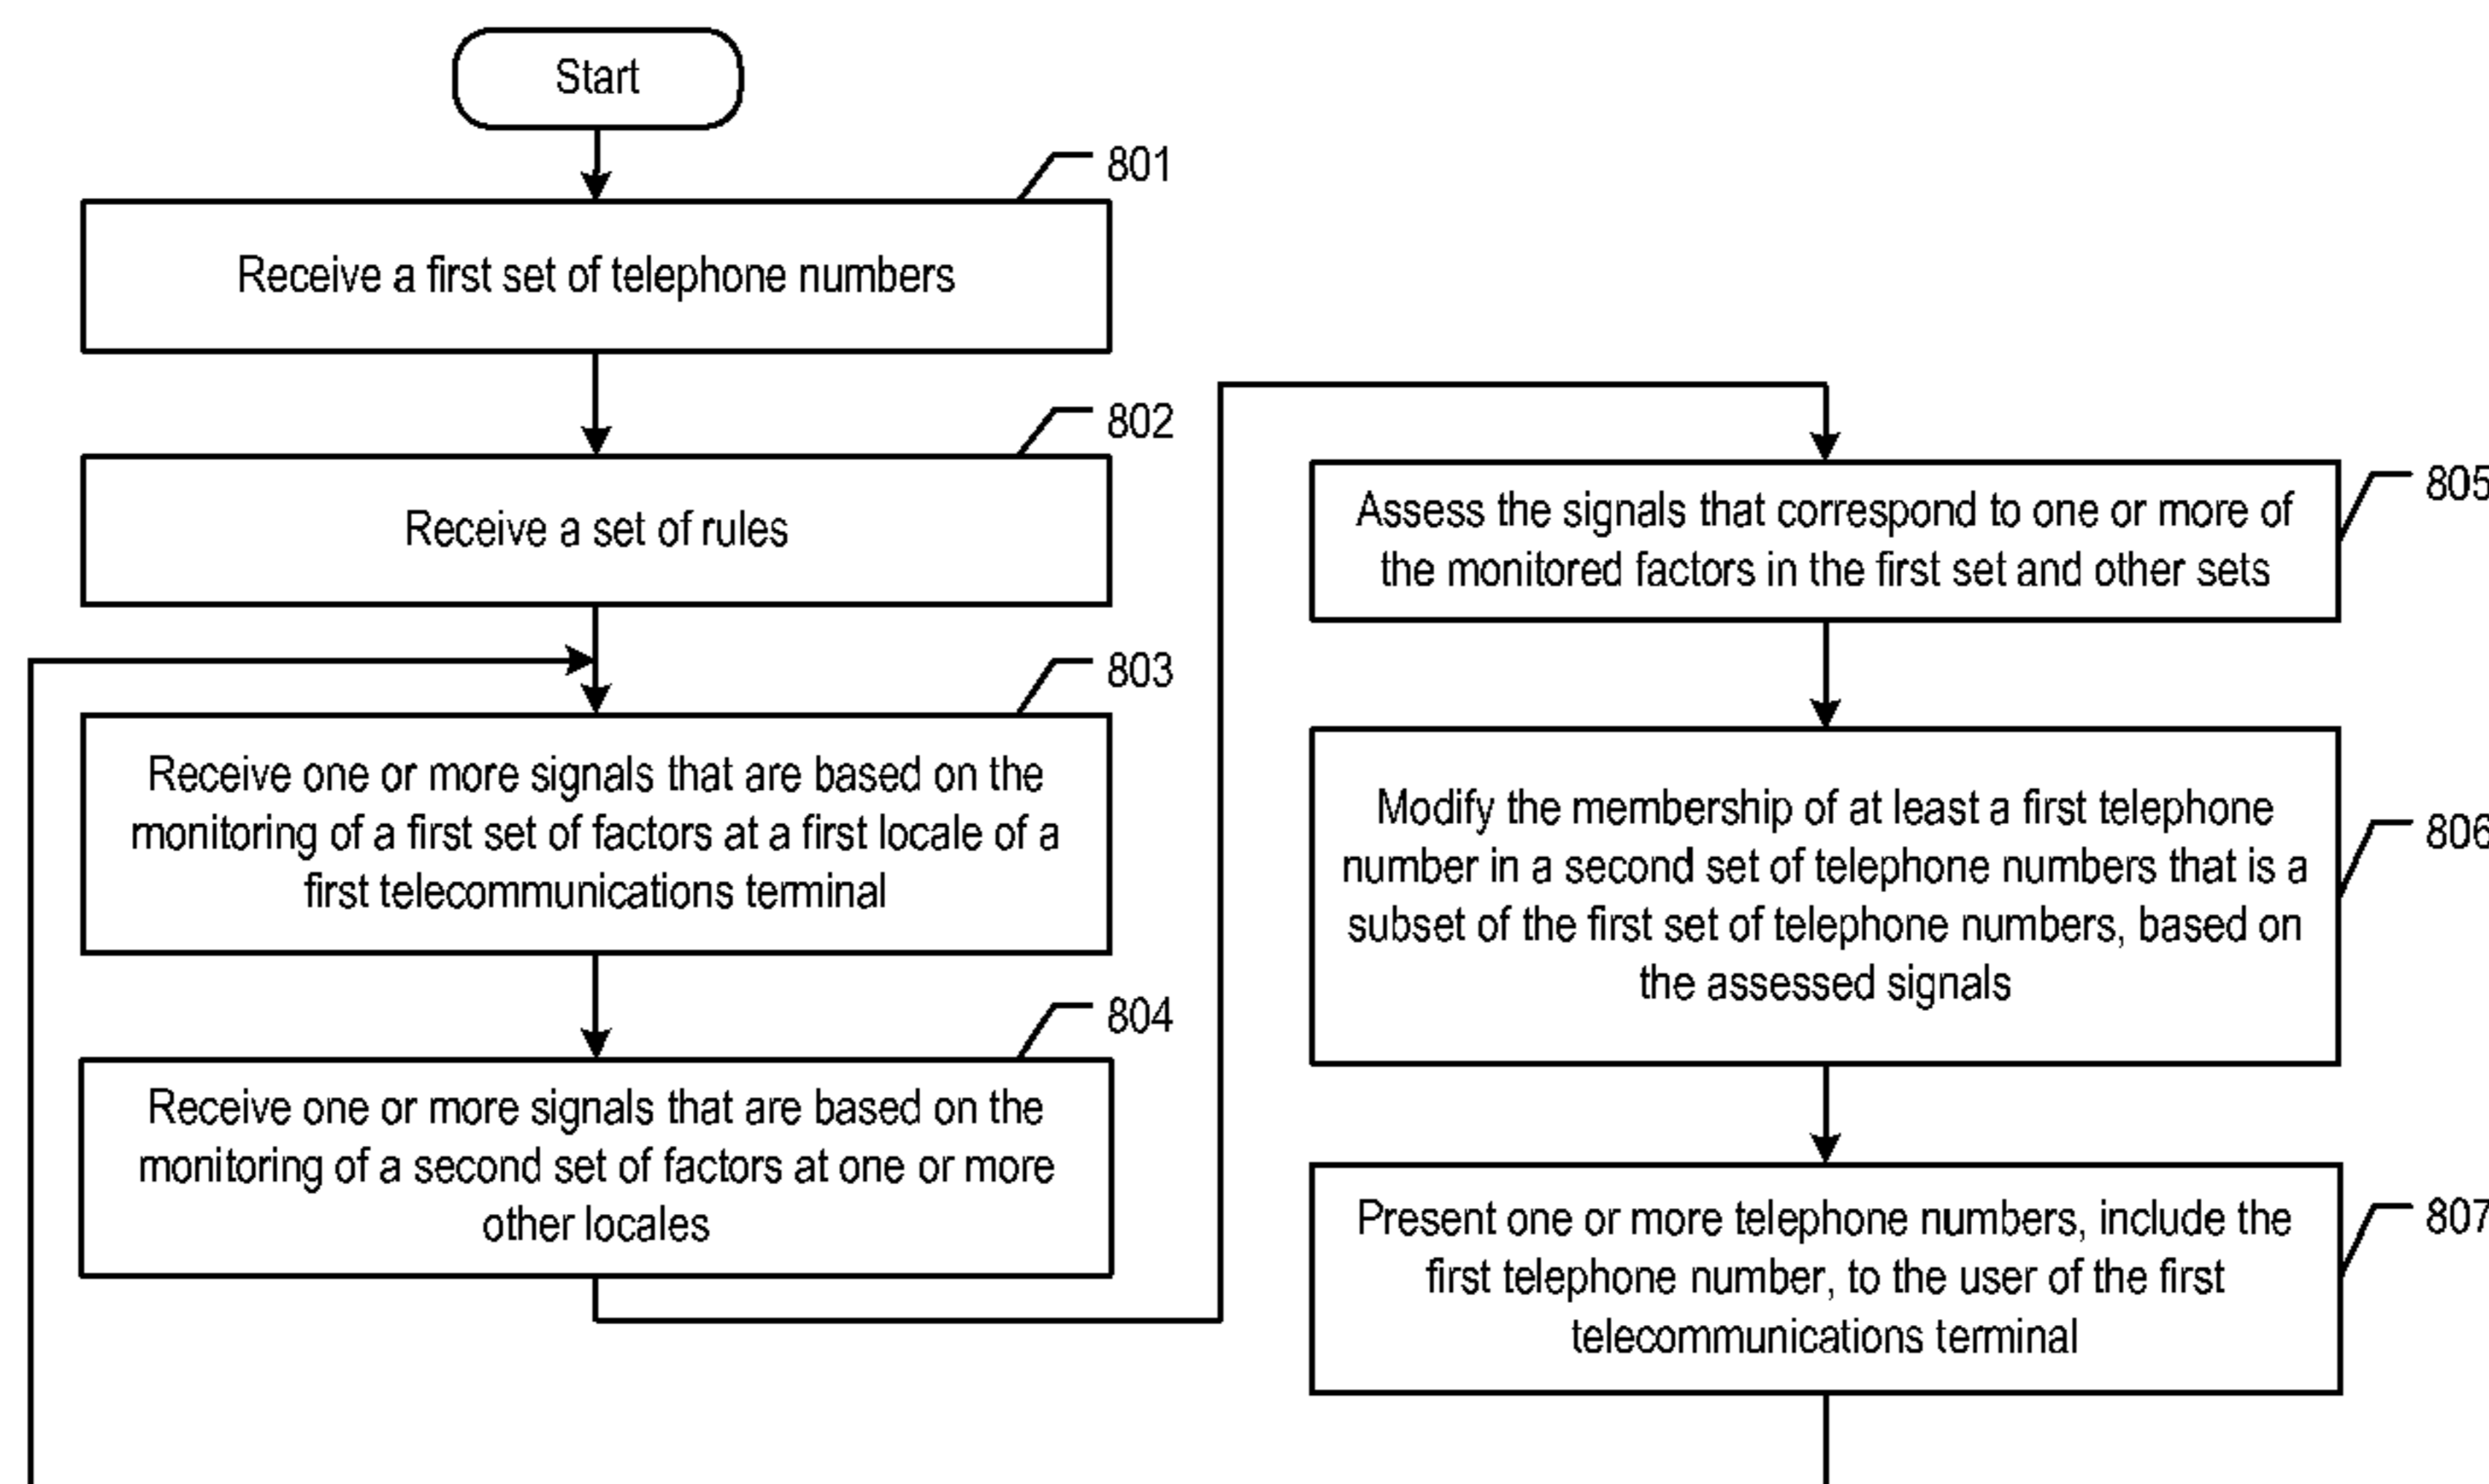 Start
801
Receive a first set of telephone numbers
802
Receive a set of rules
803
Receive one or more signals that are based on the
monitoring of a first set of factors at a first locale of a
first telecommunications terminal
804
Receive one or more signals that are based on the
monitoring of a second set of factors at one or more
other locales
805
Assess the signals that correspond to one or more of
the monitored factors in the first set and other sets
806
Modify the membership of at least a first telephone
number in a second set of telephone numbers that is a
subset of the first set of telephone numbers, based on
the assessed signals
807
Present one or more telephone numbers, include the
first telephone number, to the user of the first
telecommunications terminal